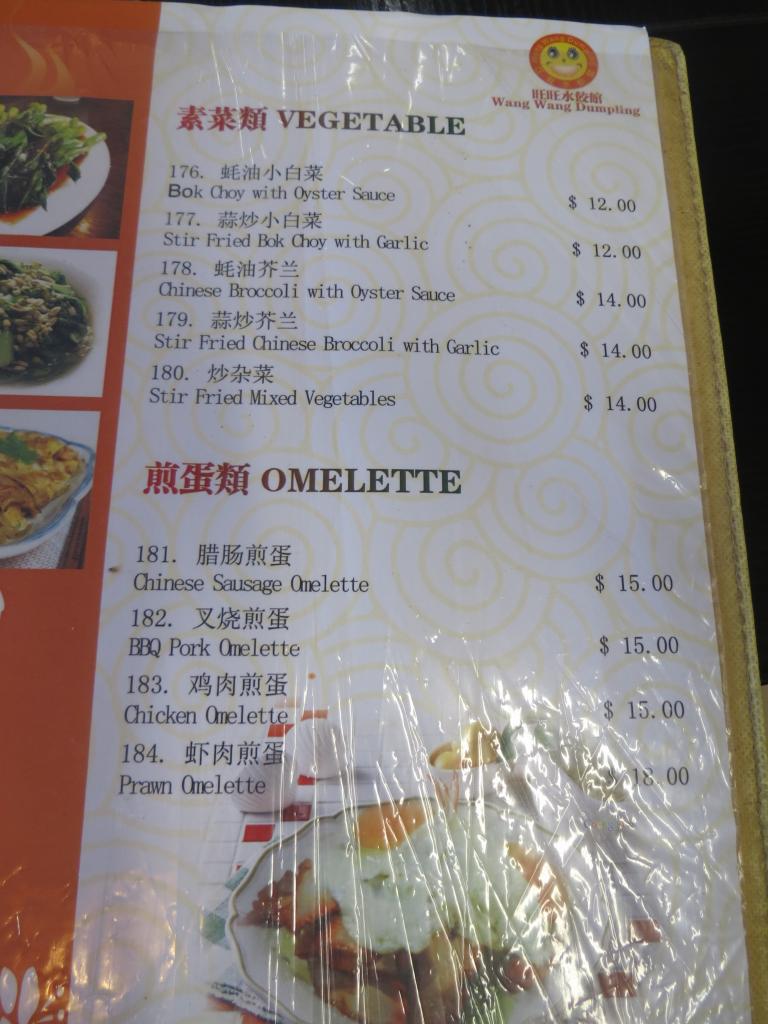 Wang Wang Dumpling
旺旺水餃館
Wang Wang Dumpling
素菜類 VEGETABLE
176. 蚝油小白菜
Bok Choy with Oyster Sauce $ 12.00
177. 蒜炒小白菜
Stir Fried Bok Choy with Garlic $ 12.00
178. 蚝油芥兰
Chinese Broccoli with Oyster Sauce $ 14.00
179. 蒜炒芥兰
Stir Fried Chinese Broccoli with Garlic $ 14.00
180. 炒杂菜
Stir Fried Mixed Vegetables $ 14.00
煎蛋類 OMELETTE
181. 腊肠煎蛋
Chinese Sausage Omelette $ 15.00
182. 叉烧煎蛋
BBQ Pork Omelette $ 15.00
183. 鸡肉煎蛋
Chicken Omelette $ 15.00
184. 虾肉煎蛋
Prawn Omelette $ 18.00